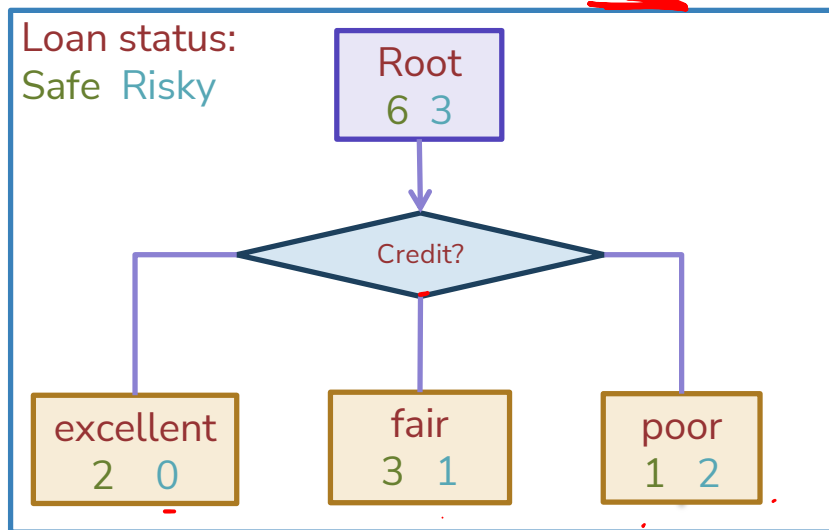 Loan status:
Safe Risky
Root
6 3
Credit?
excellent
2 0
fair
3 1
poor
1 2